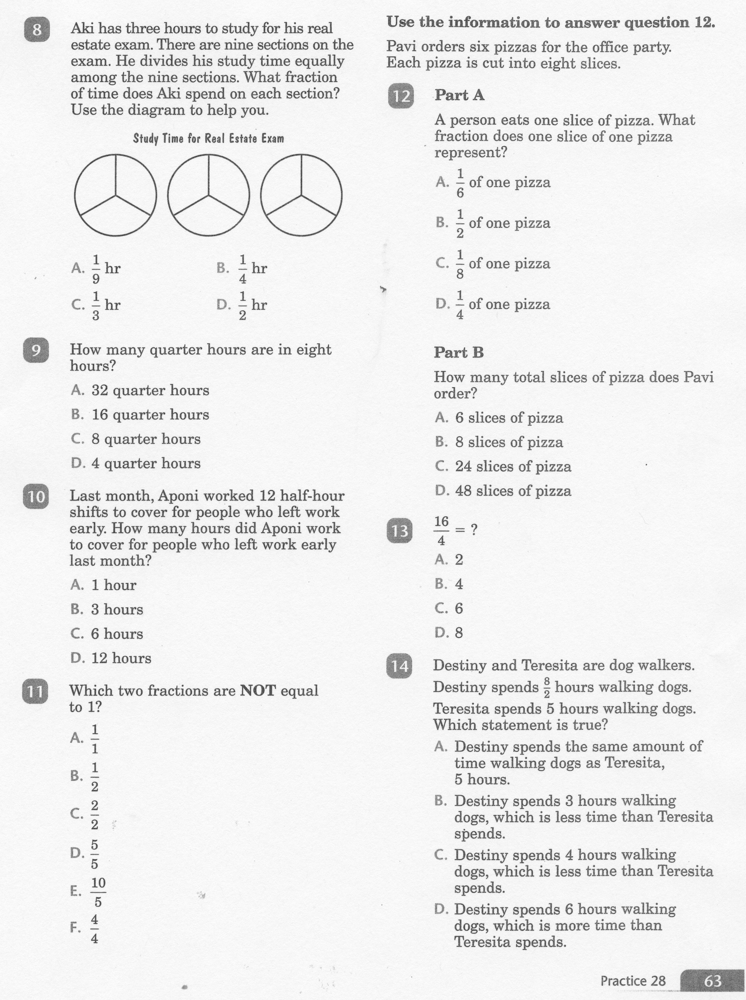 8
Aki has three hours to study for his real
estate exam. There are nine sections on the
exam. He divides his study time equally
among the nine sections. What fraction
of time does Aki spend on each section?
Use the diagram to help you.
Study Time for Real Estate Exam
A. 1/9 hr
B. 1/4 hr
C. 1/3 hr
D. 1/2 hr
9
How many quarter hours are in eight
hours?
A. 32 quarter hours
B. 16 quarter hours
C. 8 quarter hours
D. 4 quarter hours
10
Last month, Aponi worked 12 half-hour
shifts to cover for people who left work
early. How many hours did Aponi work
to cover for people who left work early
last month?
A. 1 hour
B. 3 hours
C. 6 hours
D. 12 hours
11
Which two fractions are NOT equal
to 1?
A. 1/1
B. 1/2
C. 2/2
D. 5/5
E. 10/5
F. 4/4
Use the information to answer question 12.
Pavi orders six pizzas for the office party.
Each pizza is cut into eight slices.
12
Part A
A person eats one slice of pizza. What
fraction does one slice of one pizza
represent?
A. 1/6 of one pizza
B. 1/2 of one pizza
C. 1/8 of one pizza
D. 1/4 of one pizza
Part B
How many total slices of pizza does Pavi
order?
A. 6 slices of pizza
B. 8 slices of pizza
C. 24 slices of pizza
D. 48 slices of pizza
13
16/4 = ?
A. 2
B. 4
C. 6
D. 8
14
Destiny and Teresita are dog walkers.
Destiny spends 8/2 hours walking dogs.
Teresita spends 5 hours walking dogs.
Which statement is true?
A. Destiny spends the same amount of
time walking dogs as Teresita,
5 hours.
B. Destiny spends 3 hours walking
dogs, which is less time than Teresita
spends.
C. Destiny spends 4 hours walking
dogs, which is less time than Teresita
spends.
D. Destiny spends 6 hours walking
dogs, which is more time than
Teresita spends.
Practice 28
63